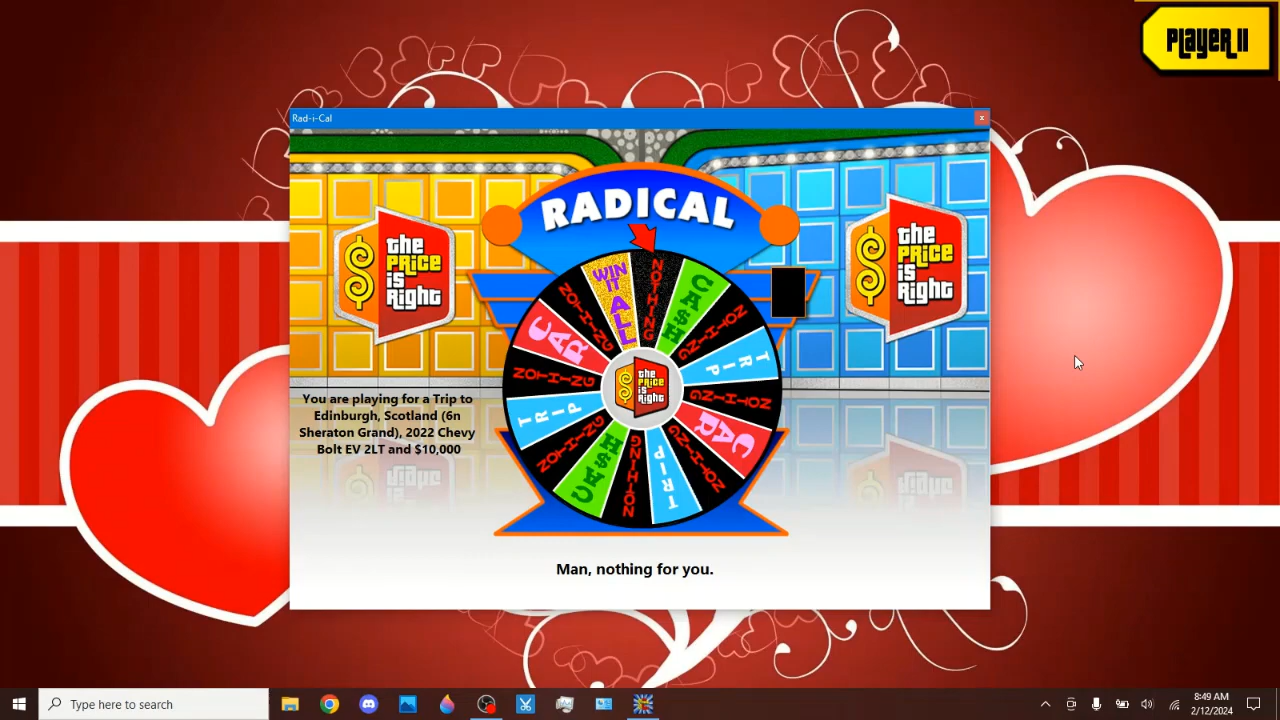 PLAYER II
Rad-i-Cal
x
RADICAL
$
the
PRICE
is
Right
$
the
PRICE
is
Right
WIN
IT
ALL
NOTHING
CA$H
NOTHING
TRIP
NOTHING
CAR
NOTHING
TRIP
NOTHING
CA$H
NOTHING
TRIP
NOTHING
CAR
NOTHING
$
the
PRICE
is
Right
You are playing for a Trip to
Edinburgh, Scotland (6n
Sheraton Grand), 2022 Chevy
Bolt EV 2LT and $10,000
Man, nothing for you.
Type here to search
8:49 AM
2/12/2024